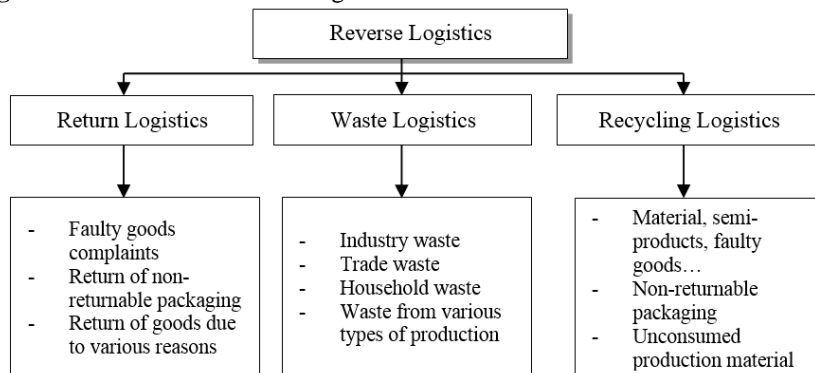 Reverse Logistics
Return Logistics
Waste Logistics
Recycling Logistics
- Faulty goods
complaints
- Return of non-
returnable packaging
- Return of goods due
to various reasons
- Industry waste
- Trade waste
- Household waste
- Waste from various
types of production
- Material, semi-
products, faulty
goods…
- Non-returnable
packaging
- Unconsumed
production material